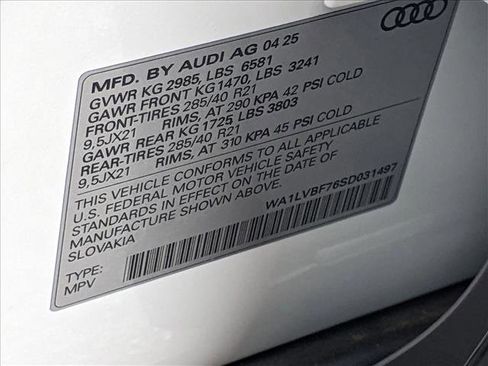 MFD. BY AUDI AG 04 25
GVWR KG 2985, LBS 6581
GAWR FRONT KG1470, LBS 3241
FRONT-TIRES 285/40 R21
9,5JX21 RIMS, AT 290 KPA 42 PSI COLD
GAWR REAR KG 1725 LBS 3803
REAR-TIRES 285/40 R21
9,5JX21 RIMS, AT 310 KPA 45 PSI COLD
THIS VEHICLE CONFORMS TO ALL APPLICABLE
U.S. FEDERAL MOTOR VEHICLE SAFETY
STANDARDS IN EFFECT ON THE DATE OF
MANUFACTURE SHOWN ABOVE.
SLOVAKIA
WA1LVBF76SD031497
TYPE:
MPV